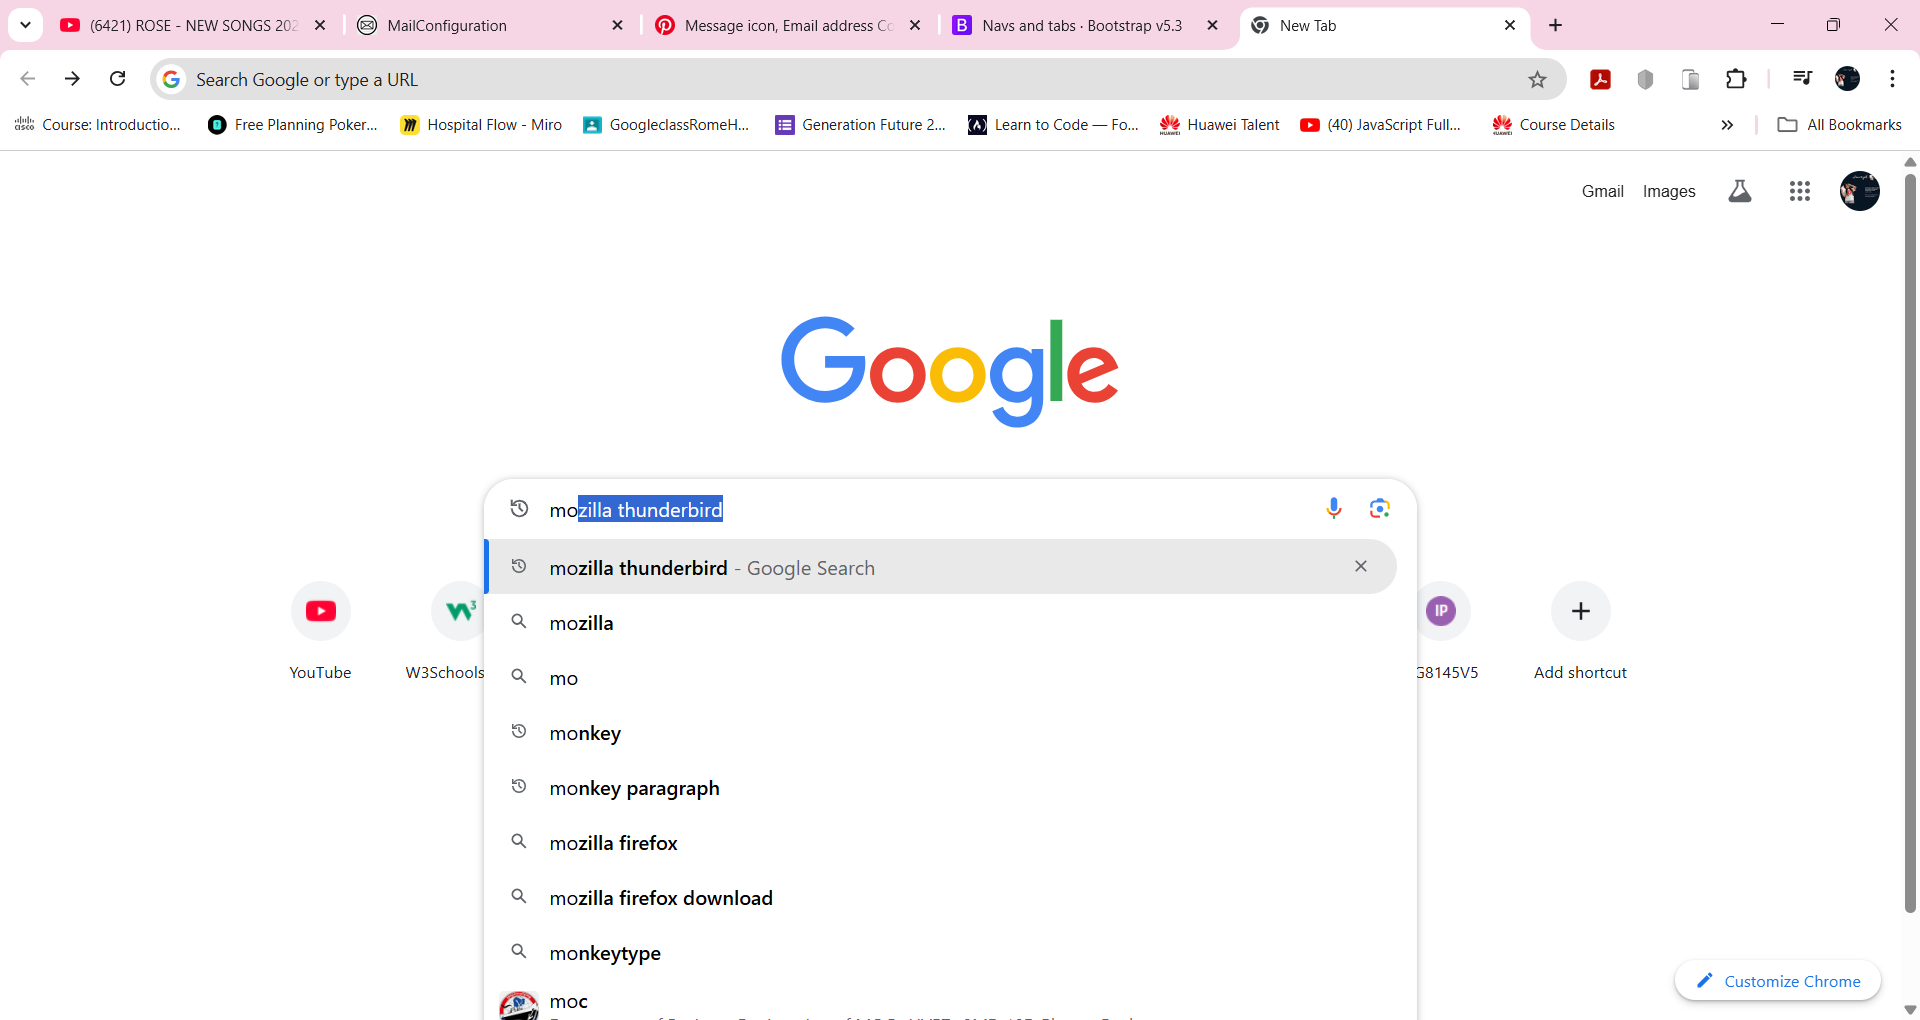 (6421) ROSE - NEW SONGS 202
MailConfiguration
Message icon, Email address Co
Navs and tabs · Bootstrap v5.3
New Tab
Search Google or type a URL
Course: Introductio...
Free Planning Poker...
Hospital Flow - Miro
GoogleclassRomeH...
Generation Future 2...
Learn to Code — Fo...
Huawei Talent
(40) JavaScript Full...
Course Details
All Bookmarks
Gmail
Images
Google
mozilla thunderbird
mozilla thunderbird - Google Search
mozilla
mo
monkey
monkey paragraph
mozilla firefox
mozilla firefox download
monkeytype
moc
YouTube
W3Schools
IP
G8145V5
Add shortcut
Customize Chrome